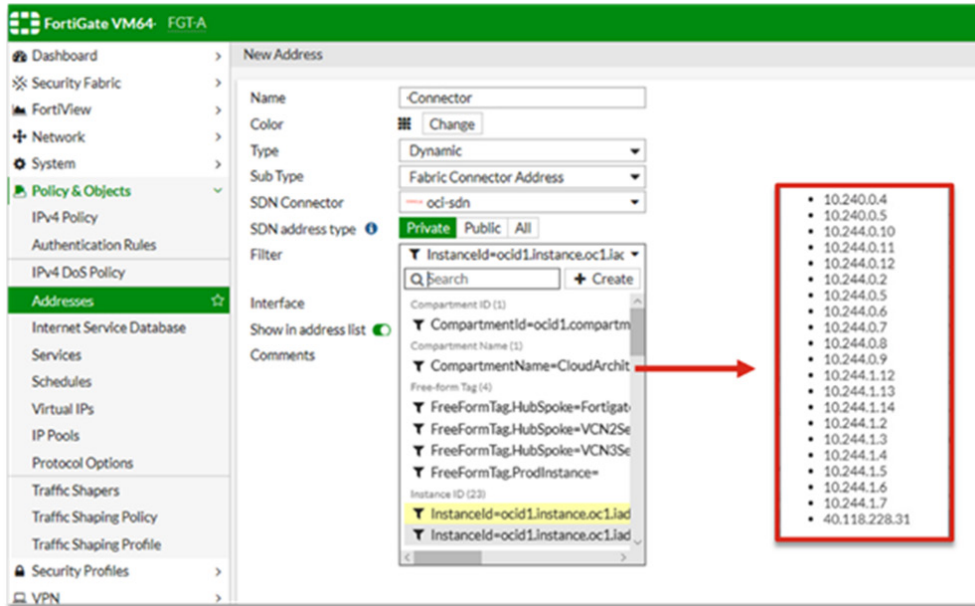 FortiGate VM64- FGT-A
Dashboard
Security Fabric
FortiView
Network
System
Policy & Objects
IPv4 Policy
Authentication Rules
IPv4 DoS Policy
Addresses
Internet Service Database
Services
Schedules
Virtual IPs
IP Pools
Protocol Options
Traffic Shapers
Traffic Shaping Policy
Traffic Shaping Profile
Security Profiles
VPN
New Address
Name -Connector
Color Change
Type Dynamic
Sub Type Fabric Connector Address
SDN Connector oci-sdn
SDN address type Private Public All
Filter InstanceId=ocid1.instance.oc1.iac
Search + Create
Interface
Show in address list
Comments
Compartment ID (1)
CompartmentId=ocid1.compartm
Compartment Name (1)
CompartmentName=CloudArchit
Free-form Tag (4)
FreeFormTag.HubSpoke=Fortigat
FreeFormTag.HubSpoke=VCN2Se
FreeFormTag.HubSpoke=VCN3Se
FreeFormTag.ProdInstance=
Instance ID (23)
InstanceId=ocid1.instance.oc1.iad
InstanceId=ocid1.instance.oc1.iad
• 10.240.0.4
• 10.240.0.5
• 10.244.0.10
• 10.244.0.11
• 10.244.0.12
• 10.244.0.2
• 10.244.0.5
• 10.244.0.6
• 10.244.0.7
• 10.244.0.8
• 10.244.0.9
• 10.244.1.12
• 10.244.1.13
• 10.244.1.14
• 10.244.1.2
• 10.244.1.3
• 10.244.1.4
• 10.244.1.5
• 10.244.1.6
• 10.244.1.7
• 40.118.228.31